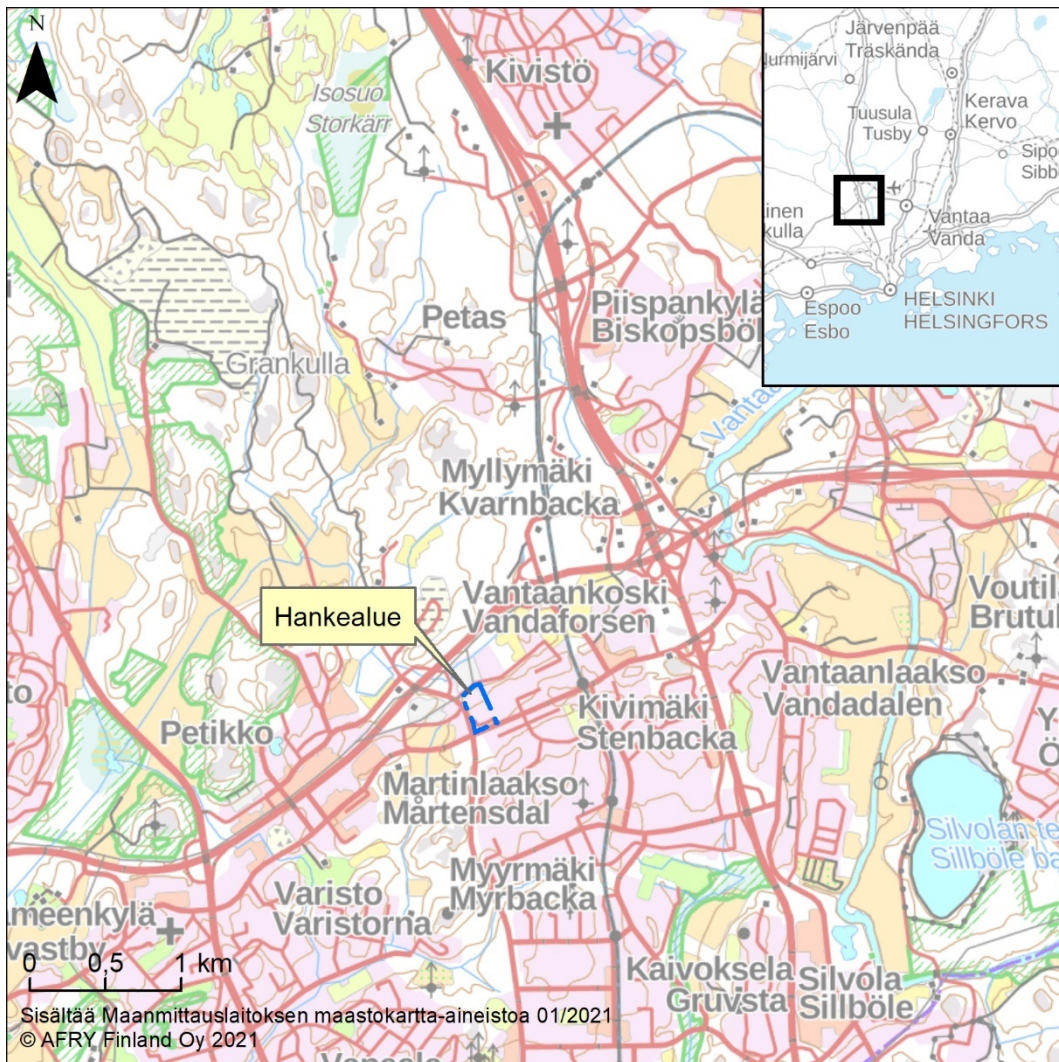 N
Kivistö
Isosuo
Storkärr
Järvenpää
Träskända
Nurmijärvi
Kerava
Kervo
Tuusula
Tusby
Vantaa
Vanda
Espoo
Esbo
HELSINKI
HELSINGFORS
Petas
Piispankylä
Grankulla
Myllymäki
Kvarnbacka
Hankealue
Vantaankoski
Vandaforsen
Vantaanlaakso
Vandadalen
Kivimäki
Stenbacka
Petikko
Martinlaakso
Mårtensdal
Myyrmäki
Myrbacka
Varisto
Varistorna
Kaivoksela
Gruvsta
Silvola
Sillböle
0 0,5 1 km
Sisältää Maanmittauslaitoksen maastokartta-aineistoa 01/2021
© AFRY Finland Oy 2021